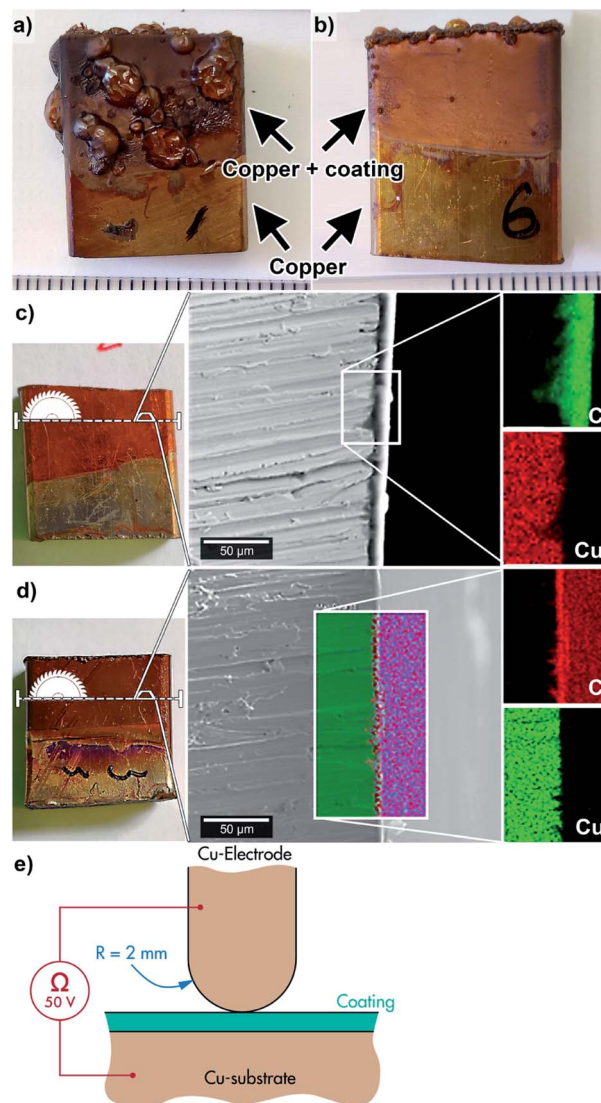 a)
b)
Copper + coating
Copper
6
c)
50 µm
C
Cu
d)
50 µm
C
Cu
e)
Cu-Electrode
R = 2 mm
Ω
50 V
Coating
Cu-substrate